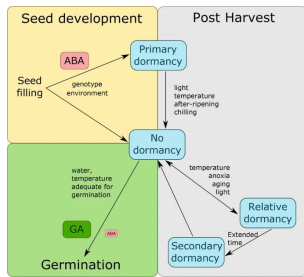 Seed development
Post Harvest
ABA
Primary
dormancy
Seed
filling
genotype
environment
light
temperature
after-ripening
chilling
No
dormancy
water,
temperature
adequate for
germination
temperature
anoxia
aging
light
Relative
dormancy
GA
ABA
Extended
time
Secondary
dormancy
Germination